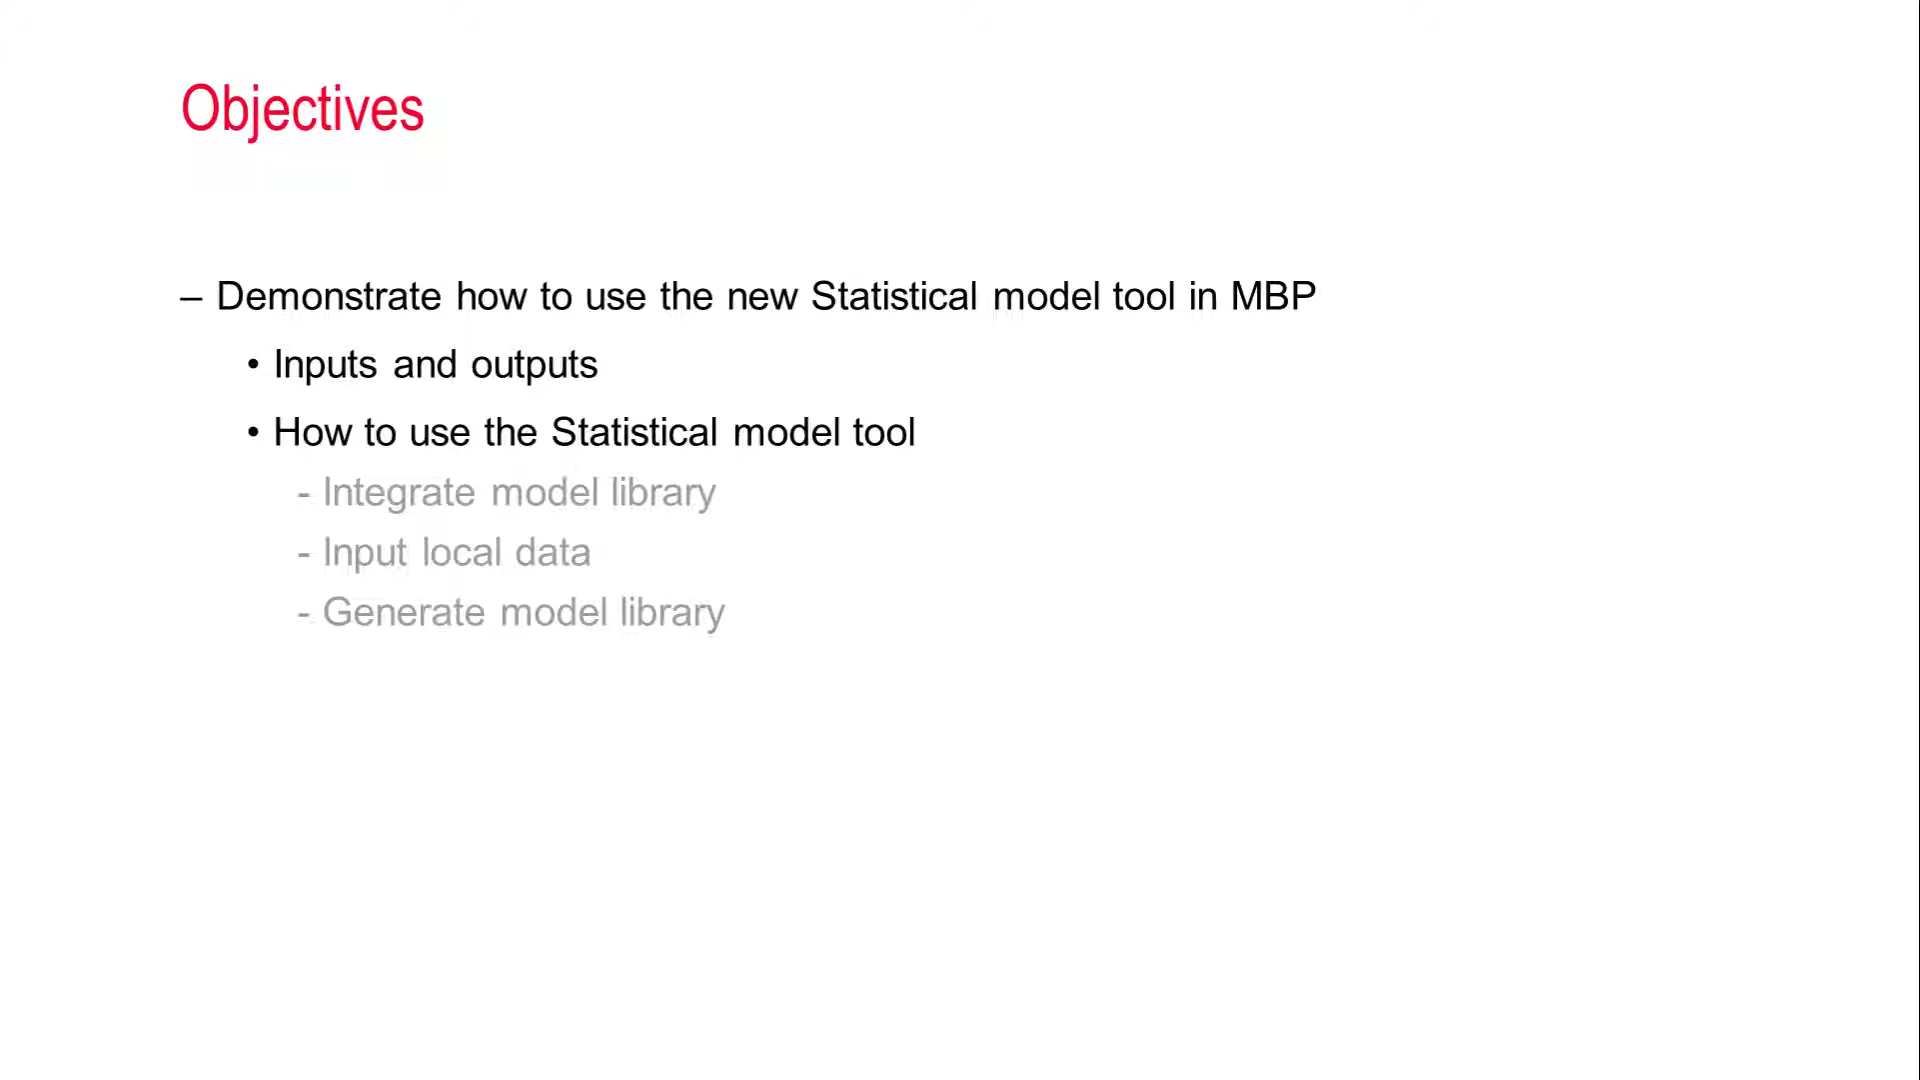 Objectives
– Demonstrate how to use the new Statistical model tool in MBP
• Inputs and outputs
• How to use the Statistical model tool
- Integrate model library
- Input local data
- Generate model library